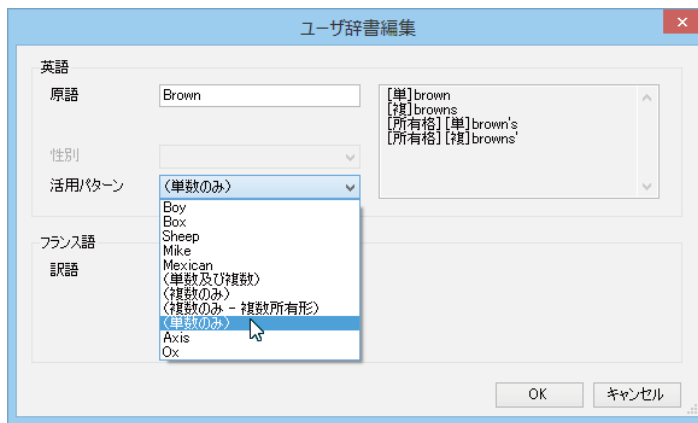 ユーザ辞書編集
英語
原語
Brown
[単]brown
[複]browns
[所有格] [単]brown's
[所有格] [複]browns'
性別
活用パターン
(単数のみ)
Boy
Box
Sheep
Mike
Mexican
(単数及び複数)
(複数のみ)
(複数のみ - 複数所有形)
(単数のみ)
Axis
Ox
フランス語
訳語
OK
キャンセル